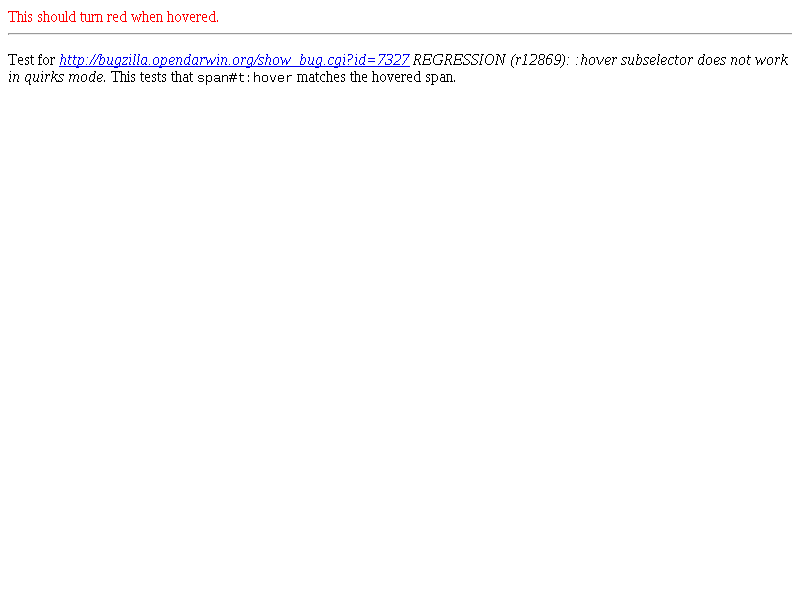 This should turn red when hovered.
Test for http://bugzilla.opendarwin.org/show_bug.cgi?id=7327 REGRESSION (r12869): :hover subselector does not work
in quirks mode. This tests that span#t:hover matches the hovered span.